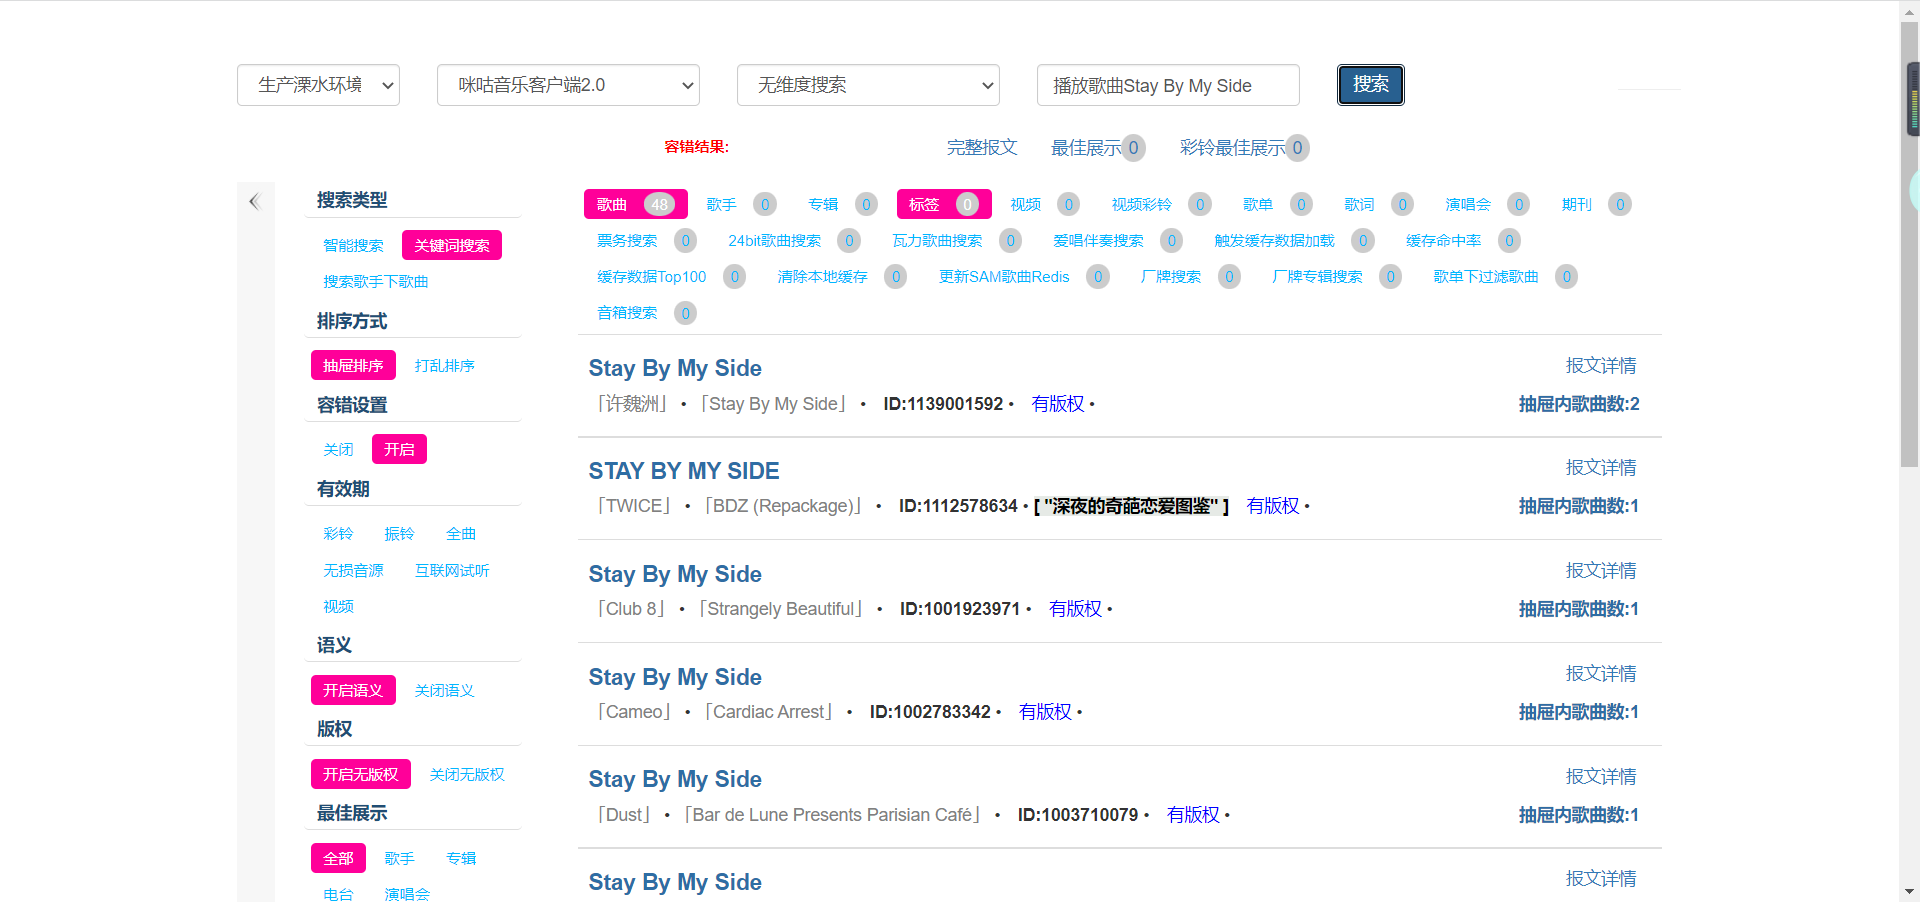 生产溧水环境 咪咕音乐客户端2.0 无维度搜索 播放歌曲Stay By My Side 搜索
容错结果: 完整报文 最佳展示 0 彩铃最佳展示 0
搜索类型
智能搜索 关键词搜索
搜索歌手下歌曲
排序方式
抽屉排序 打乱排序
容错设置
关闭 开启
有效期
彩铃 振铃 全曲
无损音源 互联网试听
视频
语义
开启语义 关闭语义
版权
开启无版权 关闭无版权
最佳展示
全部 歌手 专辑
电台 演唱会
歌曲 48 歌手 0 专辑 0 标签 0 视频 0 视频彩铃 0 歌单 0 歌词 0 演唱会 0 期刊 0
票务搜索 0 24bit歌曲搜索 0 瓦力歌曲搜索 0 爱唱伴奏搜索 0 触发缓存数据加载 0 缓存命中率 0
缓存数据Top100 0 清除本地缓存 0 更新SAM歌曲Redis 0 厂牌搜索 0 厂牌专辑搜索 0 歌单下过滤歌曲 0
音箱搜索 0
Stay By My Side 报文详情
「许魏洲」 • 「Stay By My Side」 • ID:1139001592 • 有版权 • 抽屉内歌曲数:2
STAY BY MY SIDE 报文详情
「TWICE」 • 「BDZ (Repackage)」 • ID:1112578634 • [ "深夜的奇葩恋爱图鉴" ] 有版权 • 抽屉内歌曲数:1
Stay By My Side 报文详情
「Club 8」 • 「Strangely Beautiful」 • ID:1001923971 • 有版权 • 抽屉内歌曲数:1
Stay By My Side 报文详情
「Cameo」 • 「Cardiac Arrest」 • ID:1002783342 • 有版权 • 抽屉内歌曲数:1
Stay By My Side 报文详情
「Dust」 • 「Bar de Lune Presents Parisian Café」 • ID:1003710079 • 有版权 • 抽屉内歌曲数:1
Stay By My Side 报文详情